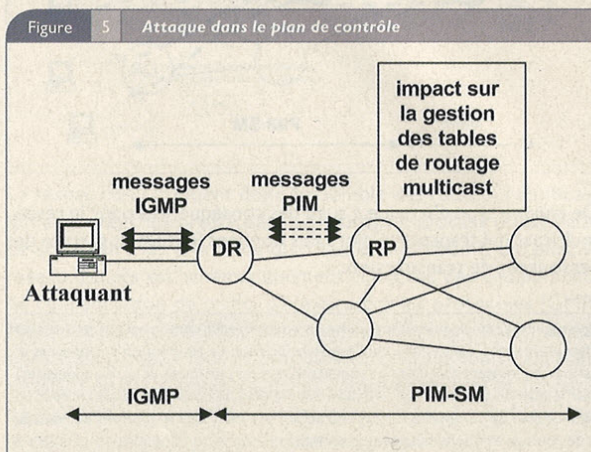 Figure 5 Attaque dans le plan de contrôle
impact sur
la gestion
des tables
de routage
multicast
messages
IGMP
messages
PIM
DR
RP
Attaquant
IGMP
PIM-SM